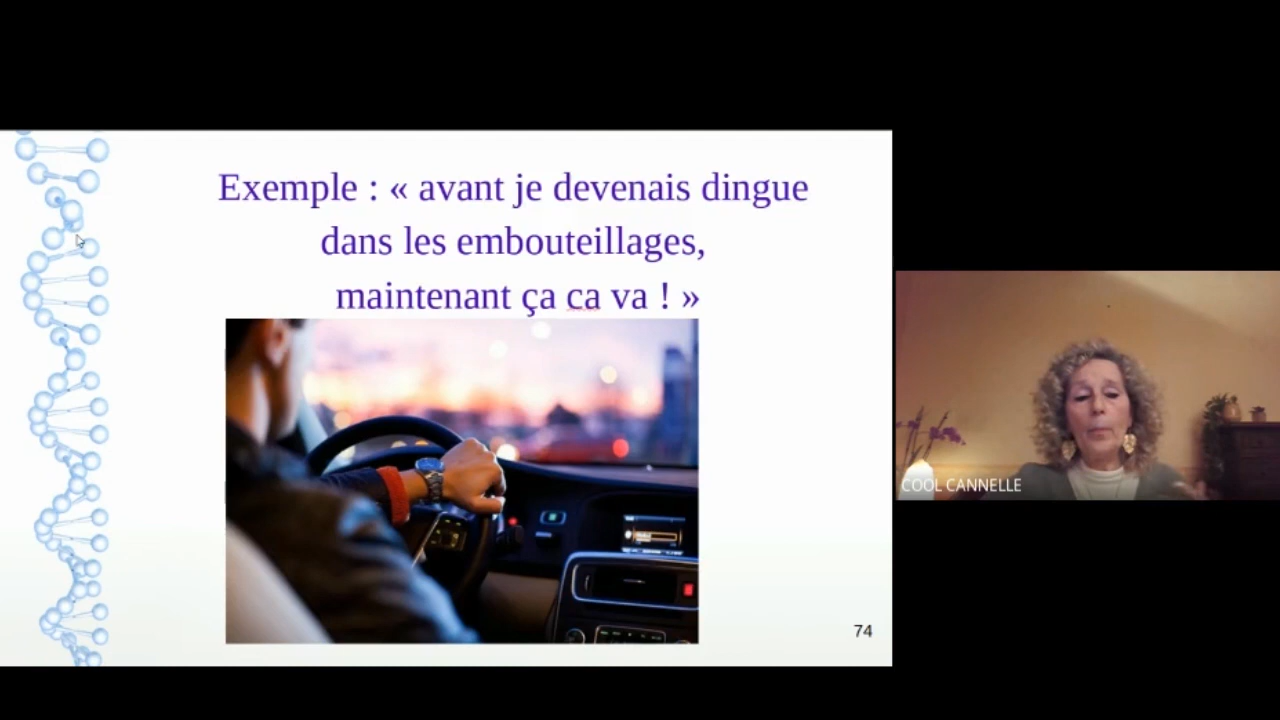 Exemple : « avant je devenais dingue
dans les embouteillages,
maintenant ça ca va ! »
74
COOL CANNELLE